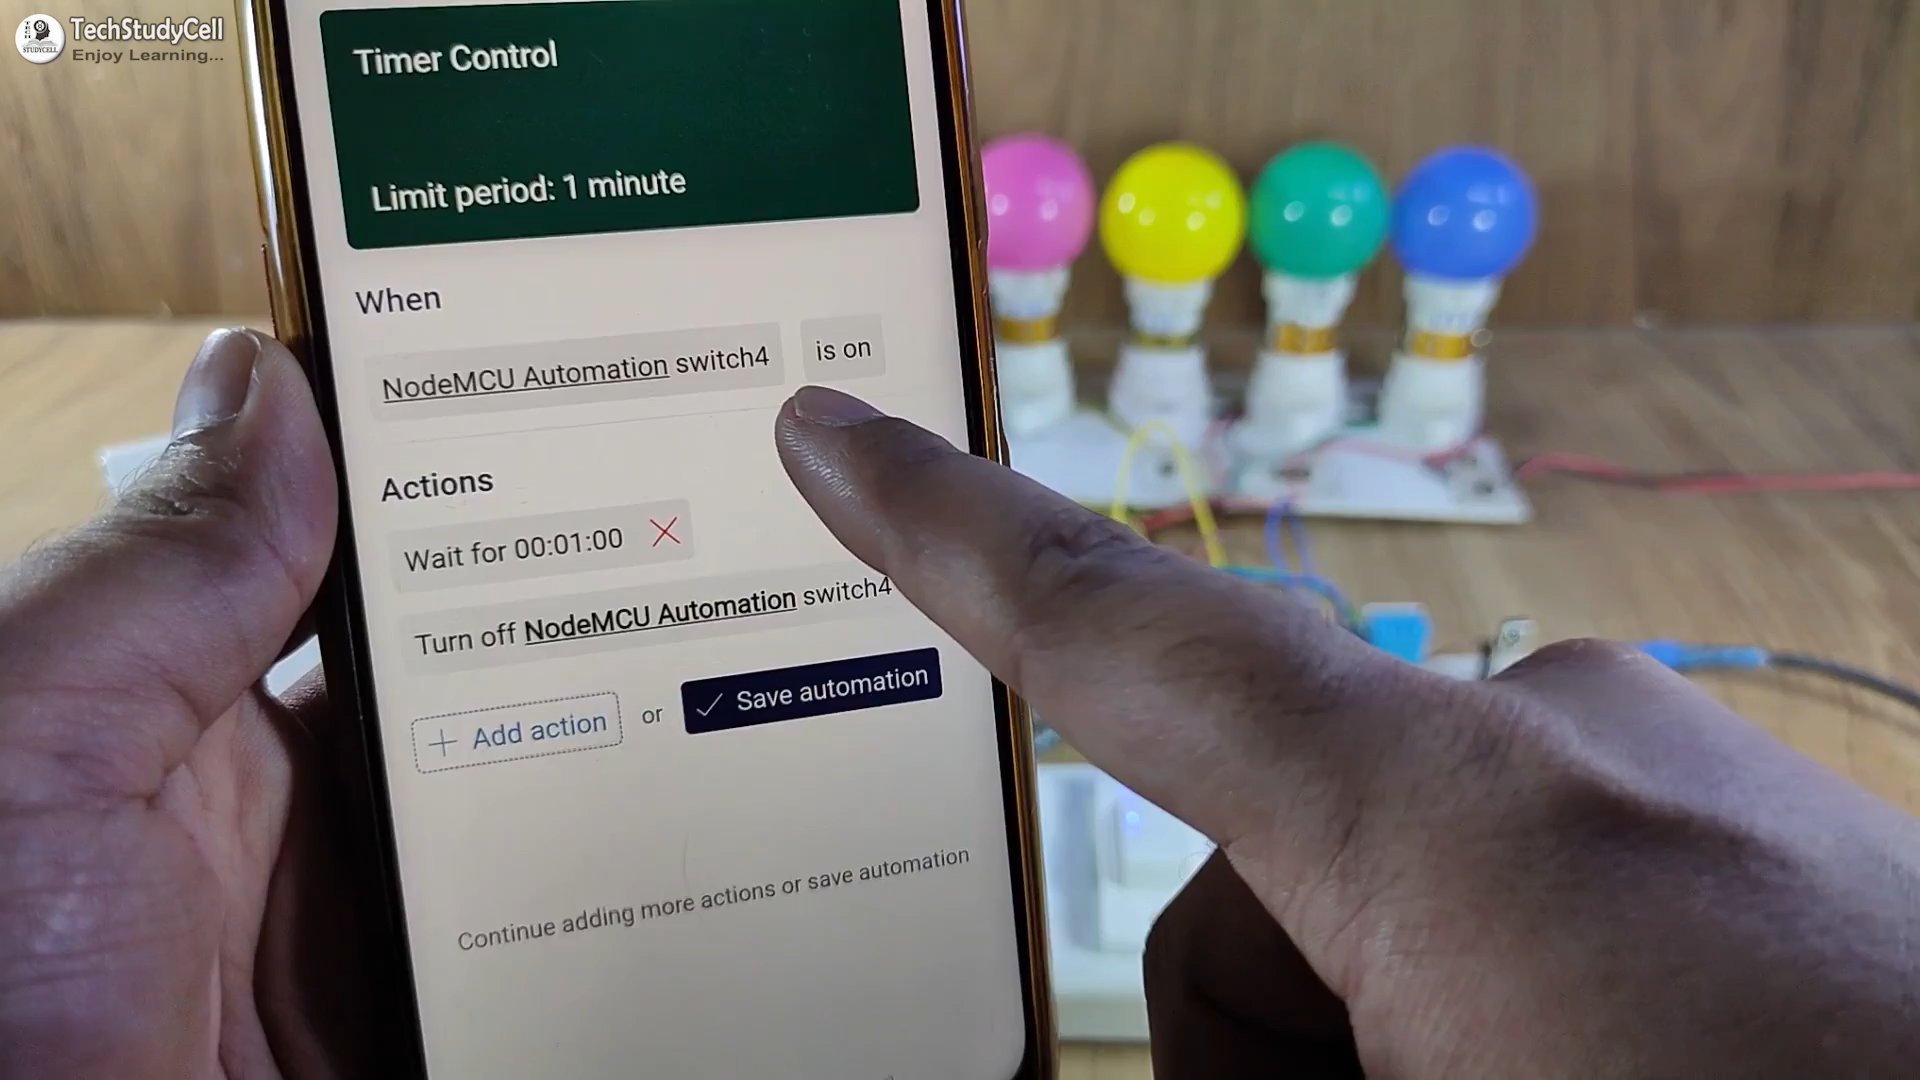 TechStudyCell
Enjoy Learning...
Timer Control
Limit period: 1 minute
When
NodeMCU Automation switch4 is on
Actions
Wait for 00:01:00
Turn off NodeMCU Automation switch4
Add action or Save automation
Continue adding more actions or save automation